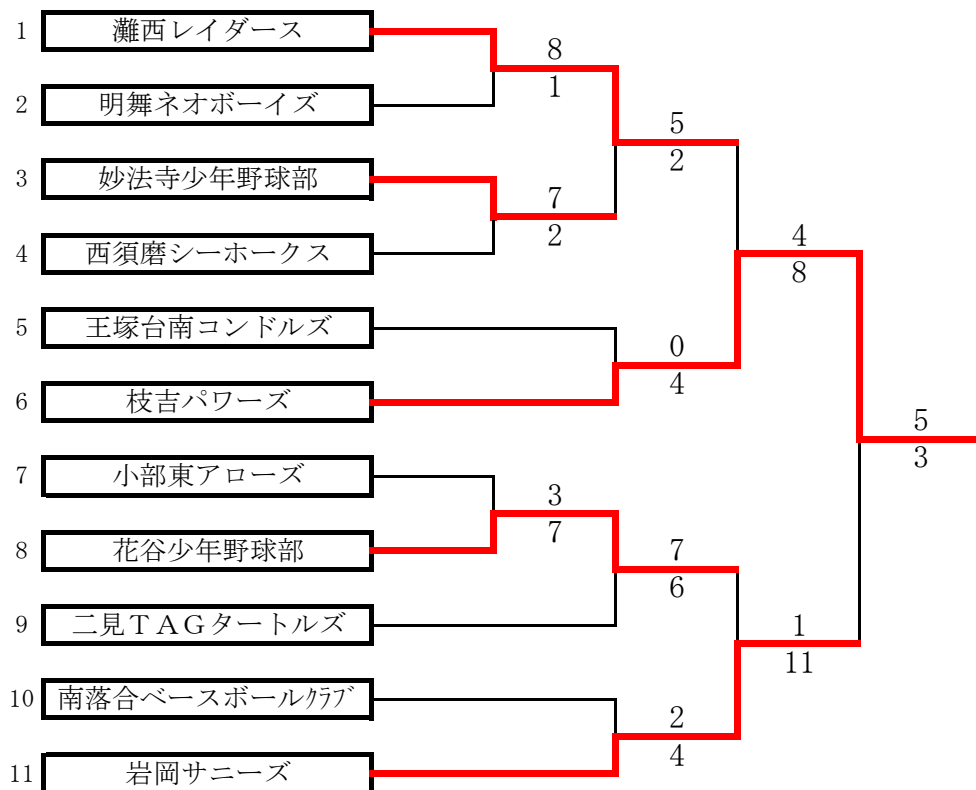 1 灘西レイダース
8
1
2 明舞ネオボーイズ
5
2
3 妙法寺少年野球部
7
2
4 西須磨シーホークス
4
8
5 王塚台南コンドルズ
0
4
6 枝吉パワーズ
5
3
7 小部東アローズ
3
7
8 花谷少年野球部
7
6
9 二見TAGタートルズ
1
11
10 南落合ベースボールクラブ
2
4
11 岩岡サニーズ